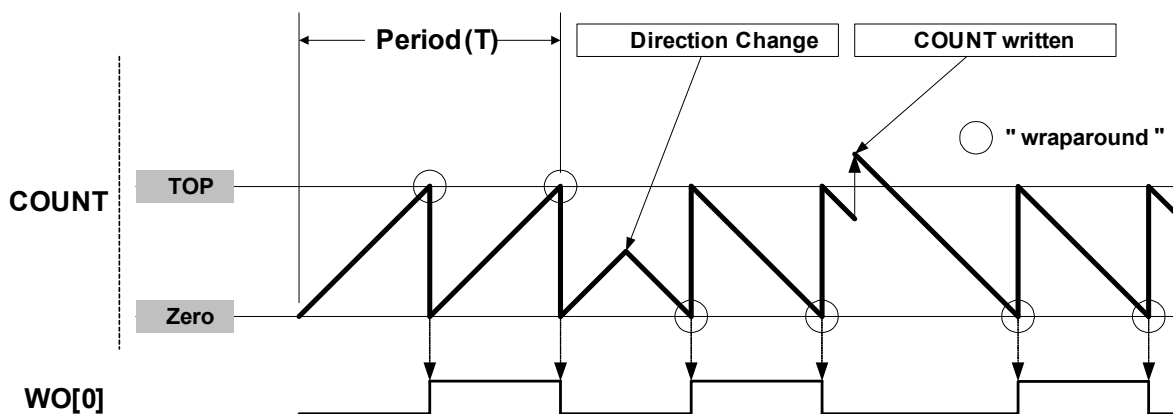 Period (T)
Direction Change
COUNT written
" wraparound "
TOP
COUNT
Zero
WO[0]